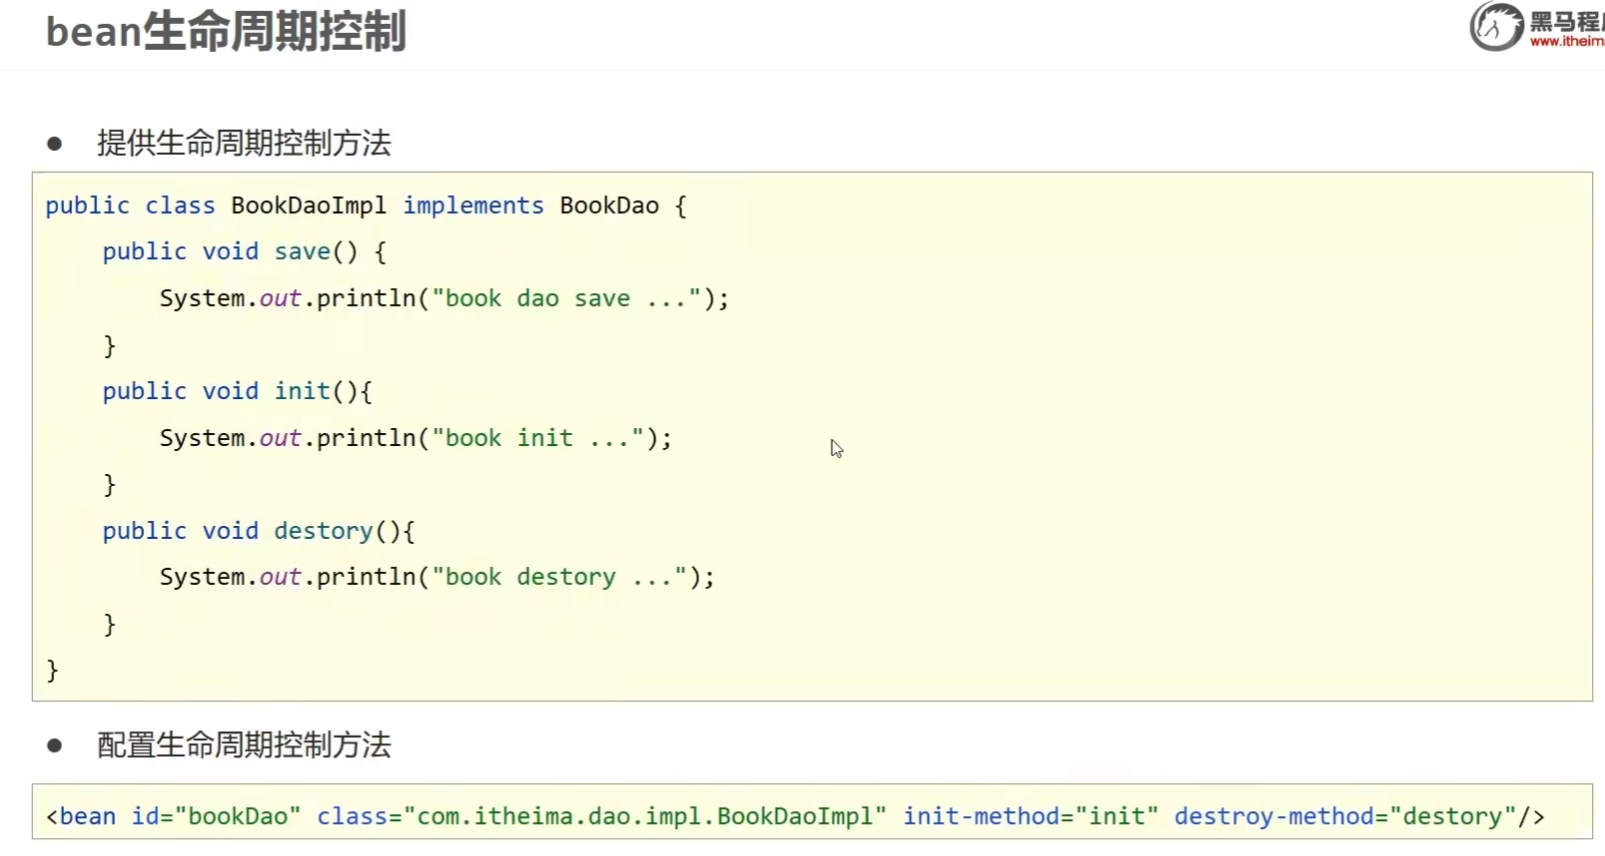 bean生命周期控制
黑马程
www.itheim
● 提供生命周期控制方法
public class BookDaoImpl implements BookDao {
    public void save() {
        System.out.println("book dao save ...");
    }
    public void init(){
        System.out.println("book init ...");
    }
    public void destory(){
        System.out.println("book destory ...");
    }
}
● 配置生命周期控制方法
<bean id="bookDao" class="com.itheima.dao.impl.BookDaoImpl" init-method="init" destroy-method="destory"/>